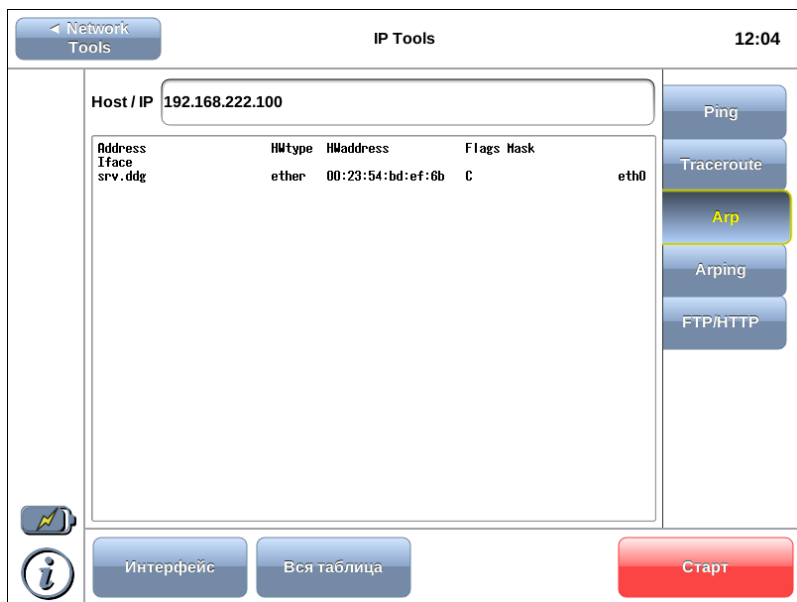 ◄ Network
Tools
IP Tools
12:04
Host / IP 192.168.222.100
Ping
Address HWtype HWaddress Flags Mask
Iface
srv.ddg ether 00:23:54:bd:ef:6b C eth0
Traceroute
Arp
Arping
FTP/HTTP
i
Интерфейс
Вся таблица
Старт